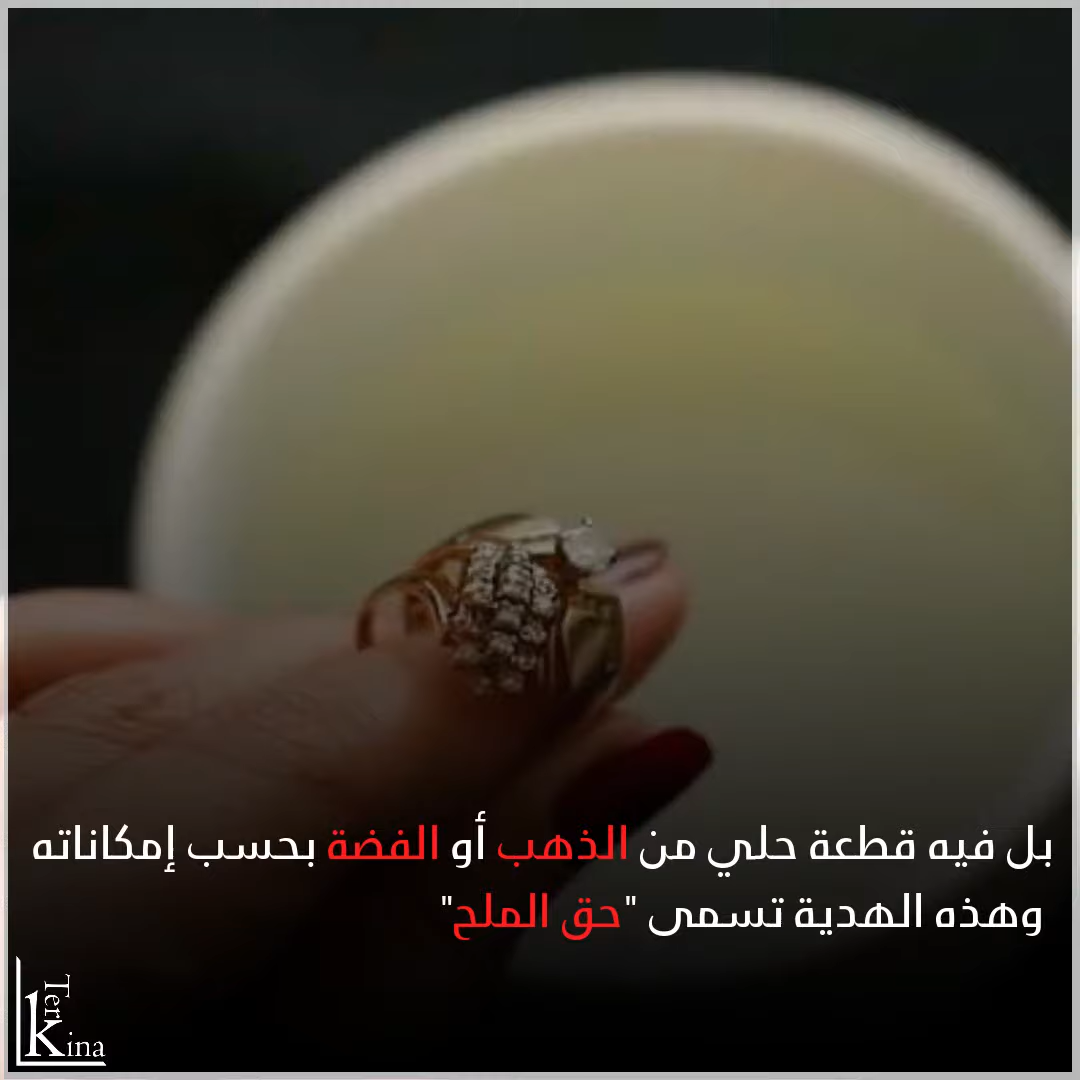 بل فيه قطعة حلي من الذهب أو الفضة بحسب إمكاناته
وهذه الهدية تسمى "حق الملح"
Ter
Kina